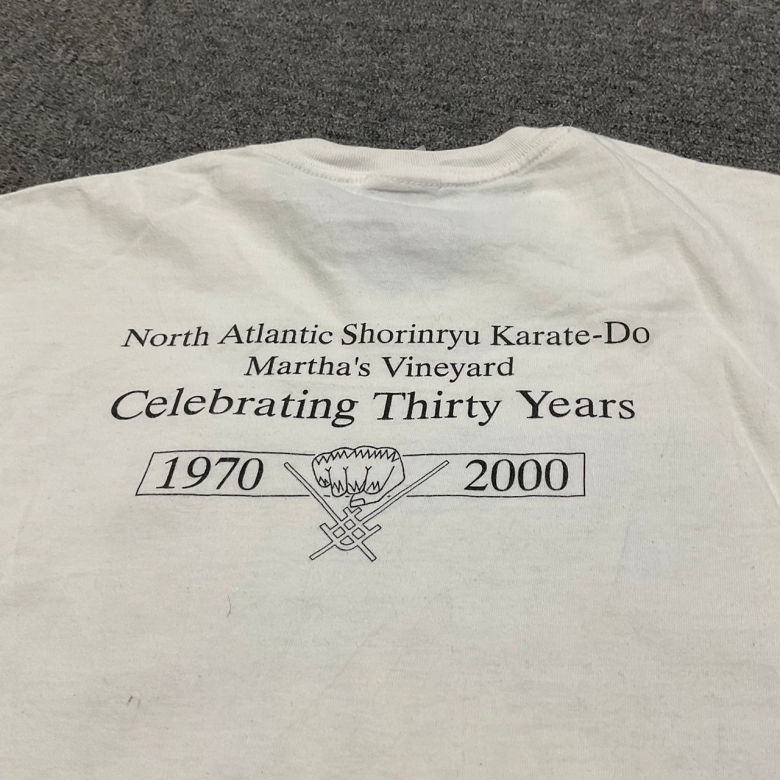 North Atlantic Shorinryu Karate-Do
Martha's Vineyard
Celebrating Thirty Years
1970 2000